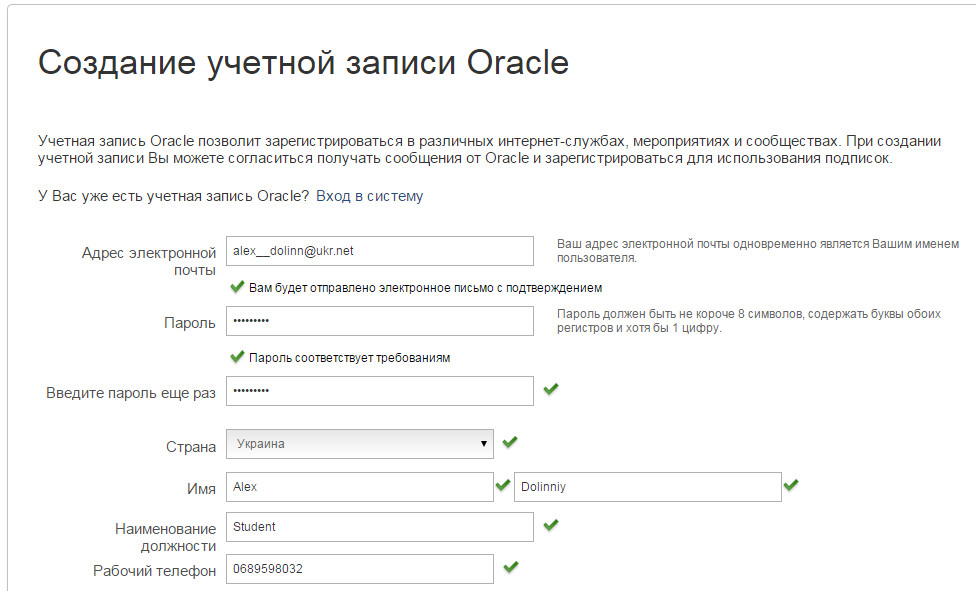 Создание учетной записи Oracle
Учетная запись Oracle позволит зарегистрироваться в различных интернет-службах, мероприятиях и сообществах. При создании
учетной записи Вы можете согласиться получать сообщения от Oracle и зарегистрироваться для использования подписок.
У Вас уже есть учетная запись Oracle? Вход в систему
Адрес электронной
почты
alex__dolinn@ukr.net
Ваш адрес электронной почты одновременно является Вашим именем
пользователя.
Вам будет отправлено электронное письмо с подтверждением
Пароль
•••••••••
Пароль должен быть не короче 8 символов, содержать буквы обоих
регистров и хотя бы 1 цифру.
Пароль соответствует требованиям
Введите пароль еще раз
•••••••••
Страна
Украина
Имя
Alex
Dolinniy
Наименование
должности
Student
Рабочий телефон
0689598032